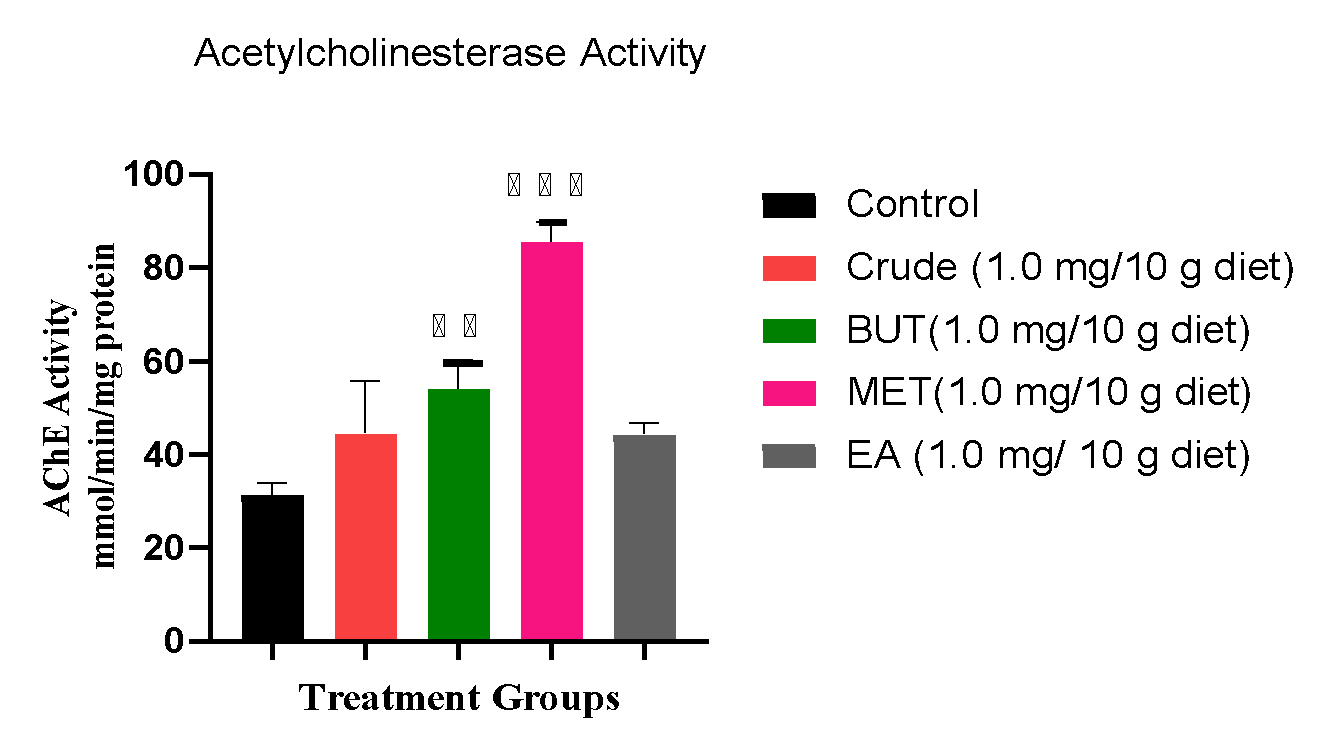 Acetylcholinesterase Activity
AChE Activity
mmol/min/mg protein
100
80
60
40
20
0
Treatment Groups
Control
Crude (1.0 mg/10 g diet)
BUT(1.0 mg/10 g diet)
MET(1.0 mg/10 g diet)
EA (1.0 mg/ 10 g diet)